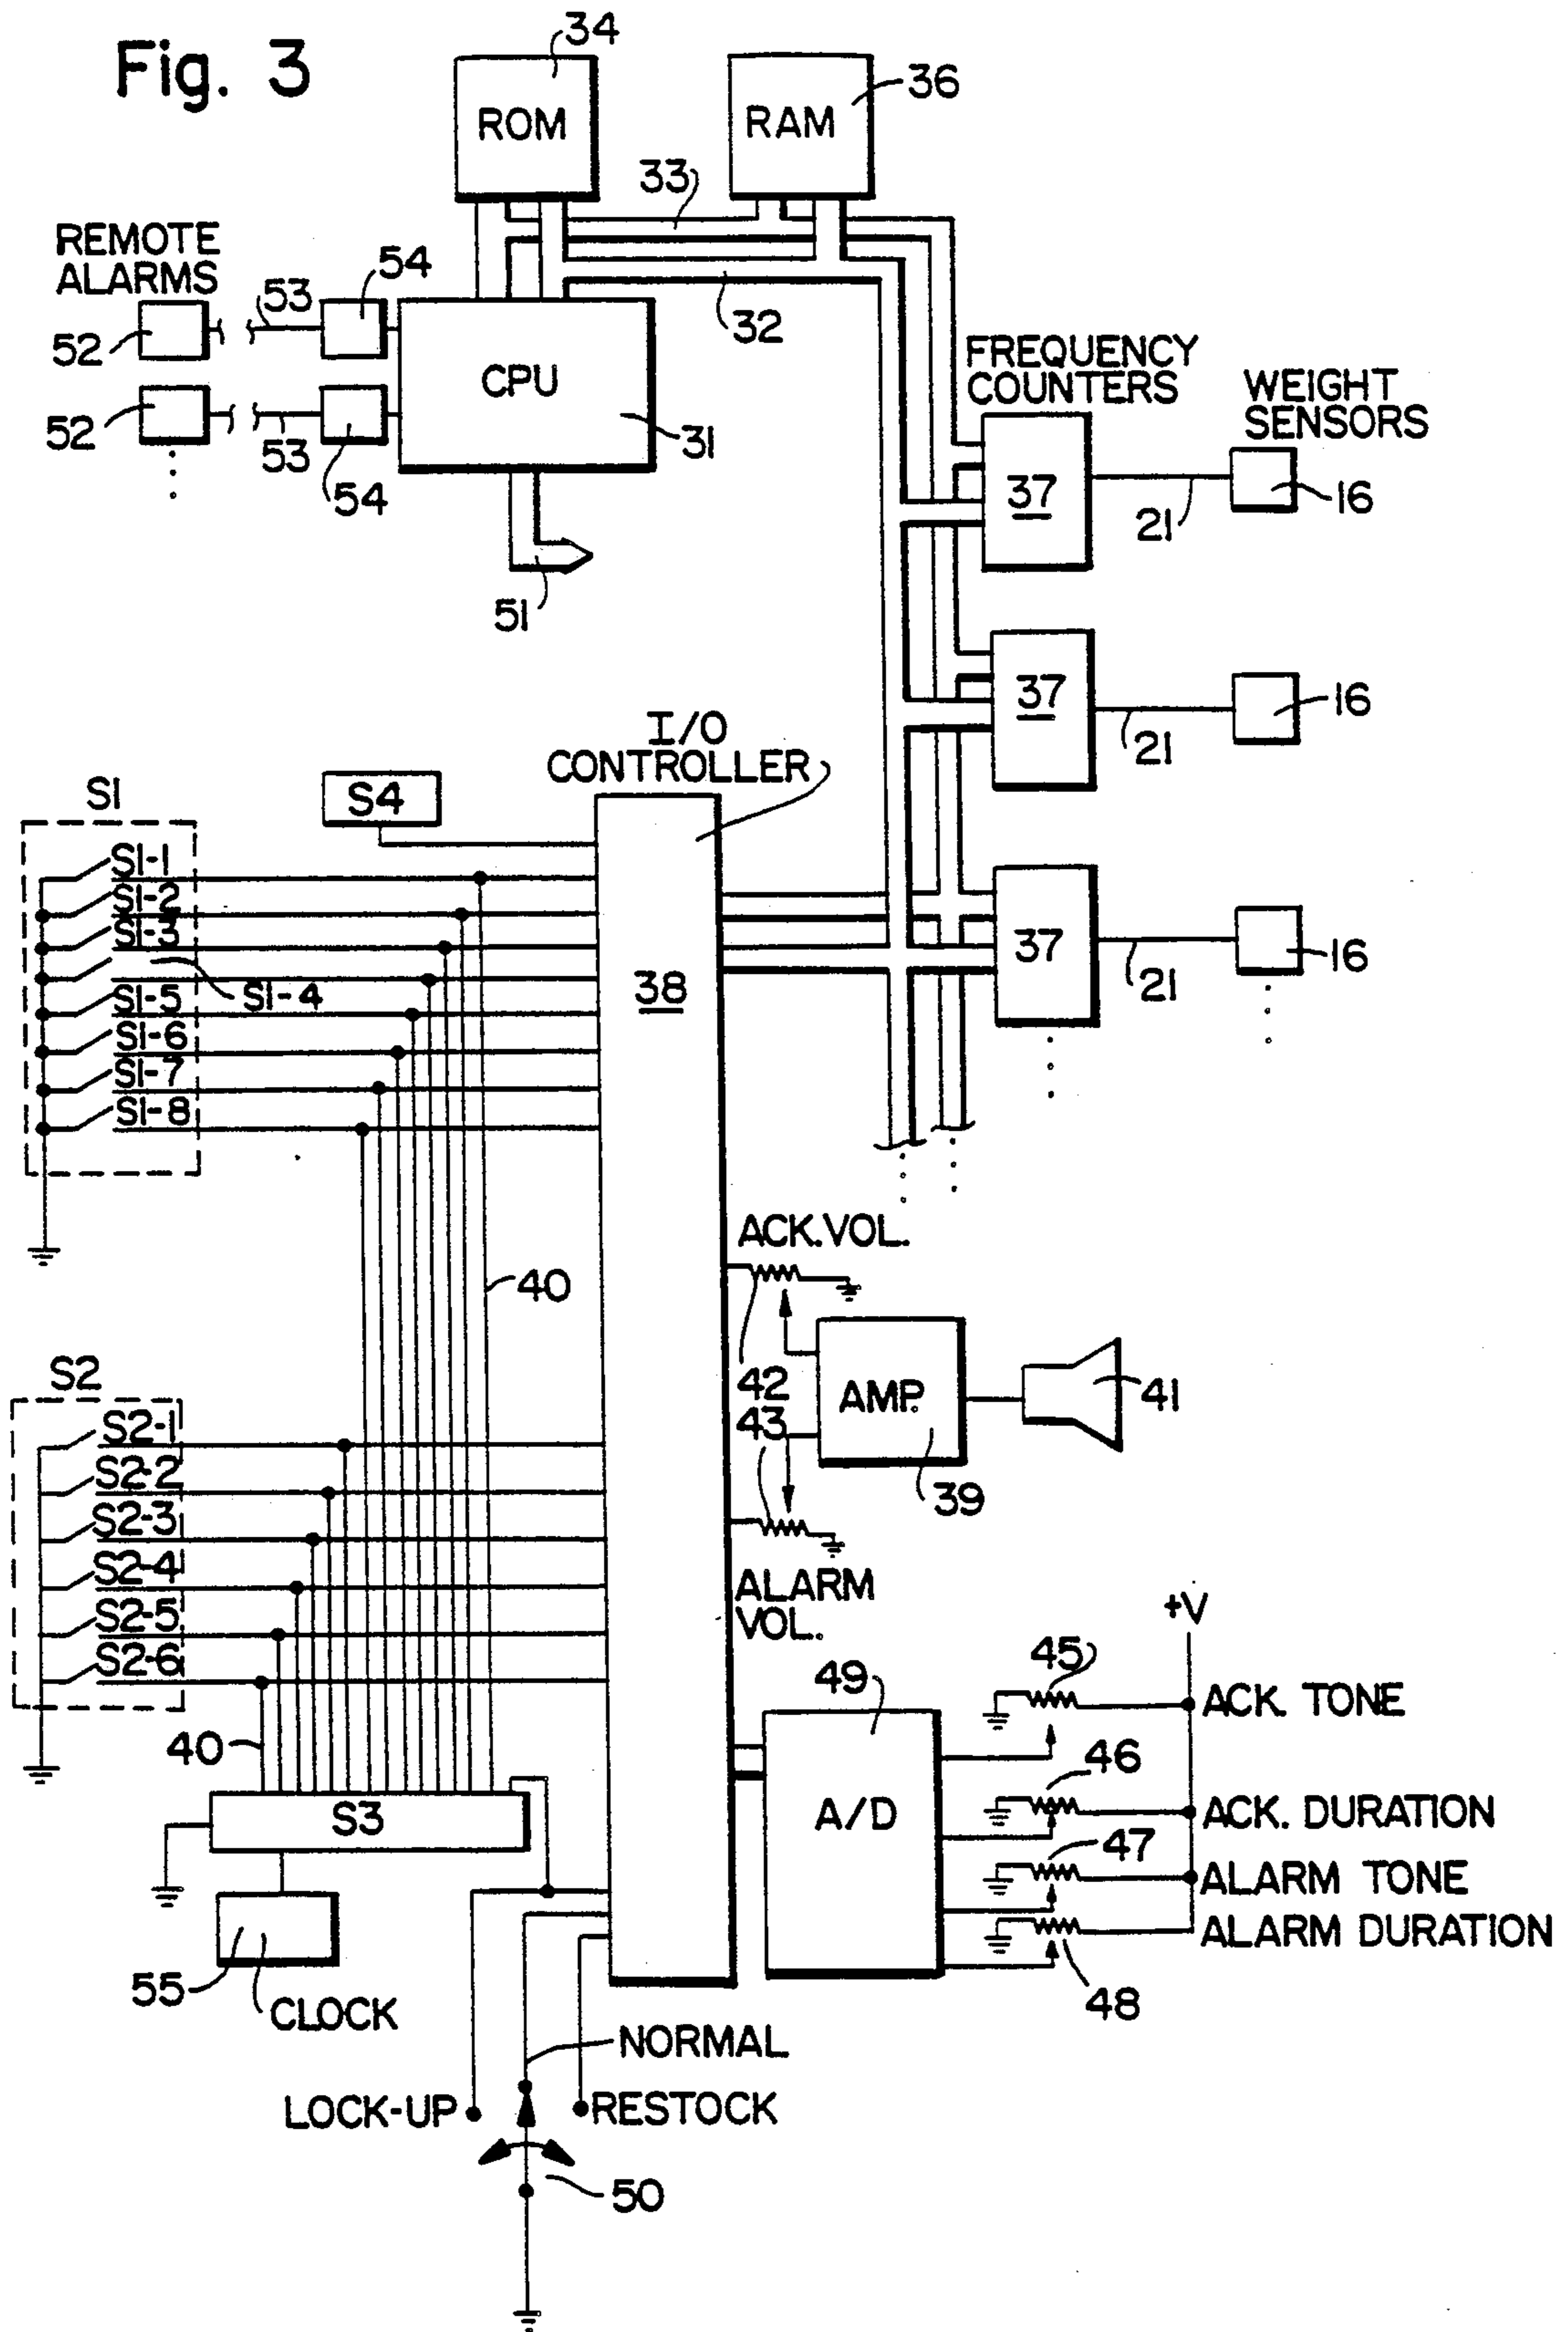 Fig. 3
34
ROM
36
RAM
33
REMOTE
ALARMS
54
53
52
32
CPU
FREQUENCY
COUNTERS
WEIGHT
SENSORS
52
53
54
31
37
21
16
51
37
21
16
I/O
CONTROLLER
S1
S4
S1-1
S1-2
S1-3
S1-4
S1-5
S1-6
S1-7
S1-8
38
37
21
16
ACK.VOL.
40
42
43
AMP.
41
39
S2
S2-1
S2-2
S2-3
S2-4
S2-5
S2-6
ALARM
VOL.
+V
49
45
ACK. TONE
40
46
S3
A/D
ACK. DURATION
47
ALARM TONE
ALARM DURATION
55
CLOCK
48
NORMAL
LOCK-UP
RESTOCK
50